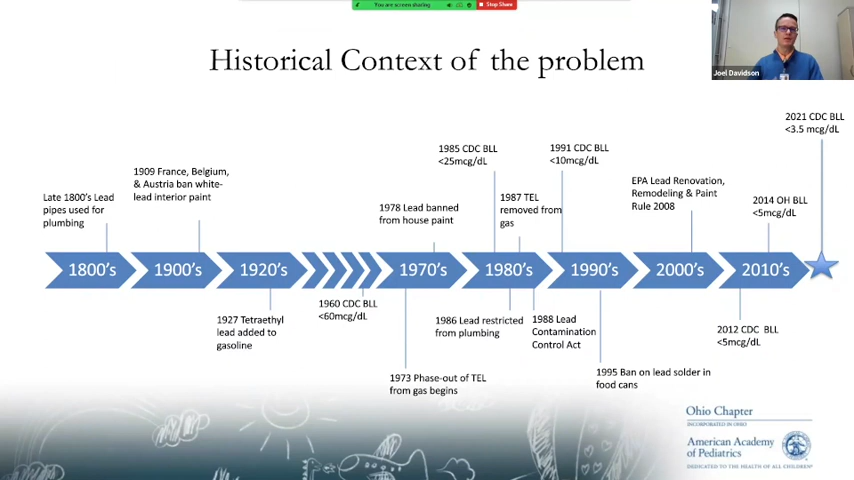 You are screen sharing
Stop Share
Joel Davidson
Historical Context of the problem
2021 CDC BLL
<3.5 mcg/dL
1985 CDC BLL
<25mcg/dL
1991 CDC BLL
<10mcg/dL
1909 France, Belgium,
& Austria ban white-
lead interior paint
EPA Lead Renovation,
Remodeling & Paint
Rule 2008
Late 1800's Lead
pipes used for
plumbing
1978 Lead banned
from house paint
1987 TEL
removed from
gas
2014 OH BLL
<5mcg/dL
1800's
1900's
1920's
1970's
1980's
1990's
2000's
2010's
1960 CDC BLL
<60mcg/dL
1927 Tetraethyl
lead added to
gasoline
1986 Lead restricted
from plumbing
1988 Lead
Contamination
Control Act
2012 CDC BLL
<5mcg/dL
1973 Phase-out of TEL
from gas begins
1995 Ban on lead solder in
food cans
Ohio Chapter
INCORPORATED IN OHIO
American Academy
of Pediatrics
DEDICATED TO THE HEALTH OF ALL CHILDREN®